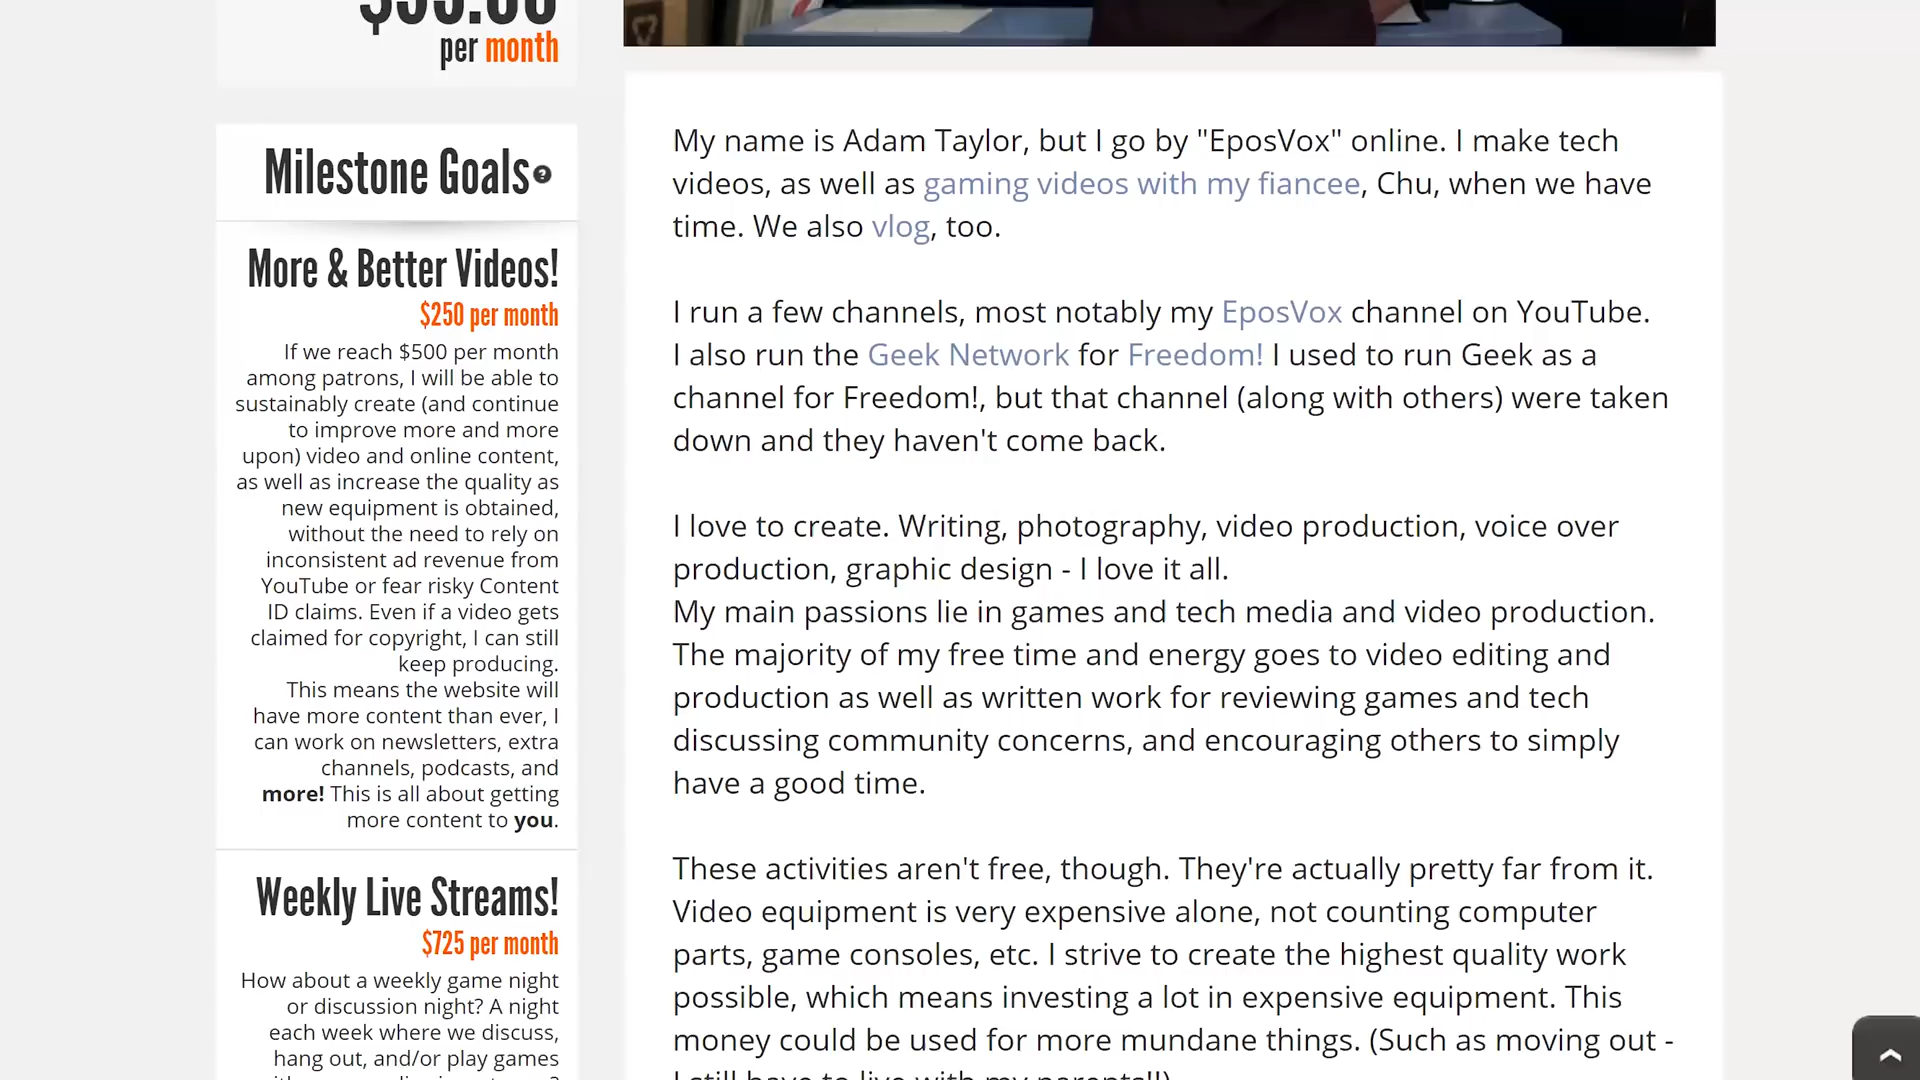 per month
Milestone Goals
More & Better Videos!
$250 per month
If we reach $500 per month
among patrons, I will be able to
sustainably create (and continue
to improve more and more
upon) video and online content,
as well as increase the quality as
new equipment is obtained,
without the need to rely on
inconsistent ad revenue from
YouTube or fear risky Content
ID claims. Even if a video gets
claimed for copyright, I can still
keep producing.
This means the website will
have more content than ever, I
can work on newsletters, extra
channels, podcasts, and
more! This is all about getting
more content to you.
Weekly Live Streams!
$725 per month
How about a weekly game night
or discussion night? A night
each week where we discuss,
hang out, and/or play games
My name is Adam Taylor, but I go by "EposVox" online. I make tech
videos, as well as gaming videos with my fiancee, Chu, when we have
time. We also vlog, too.
I run a few channels, most notably my EposVox channel on YouTube.
I also run the Geek Network for Freedom! I used to run Geek as a
channel for Freedom!, but that channel (along with others) were taken
down and they haven't come back.
I love to create. Writing, photography, video production, voice over
production, graphic design - I love it all.
My main passions lie in games and tech media and video production.
The majority of my free time and energy goes to video editing and
production as well as written work for reviewing games and tech
discussing community concerns, and encouraging others to simply
have a good time.
These activities aren't free, though. They're actually pretty far from it.
Video equipment is very expensive alone, not counting computer
parts, game consoles, etc. I strive to create the highest quality work
possible, which means investing a lot in expensive equipment. This
money could be used for more mundane things. (Such as moving out -
I still have to live with my parents!!)